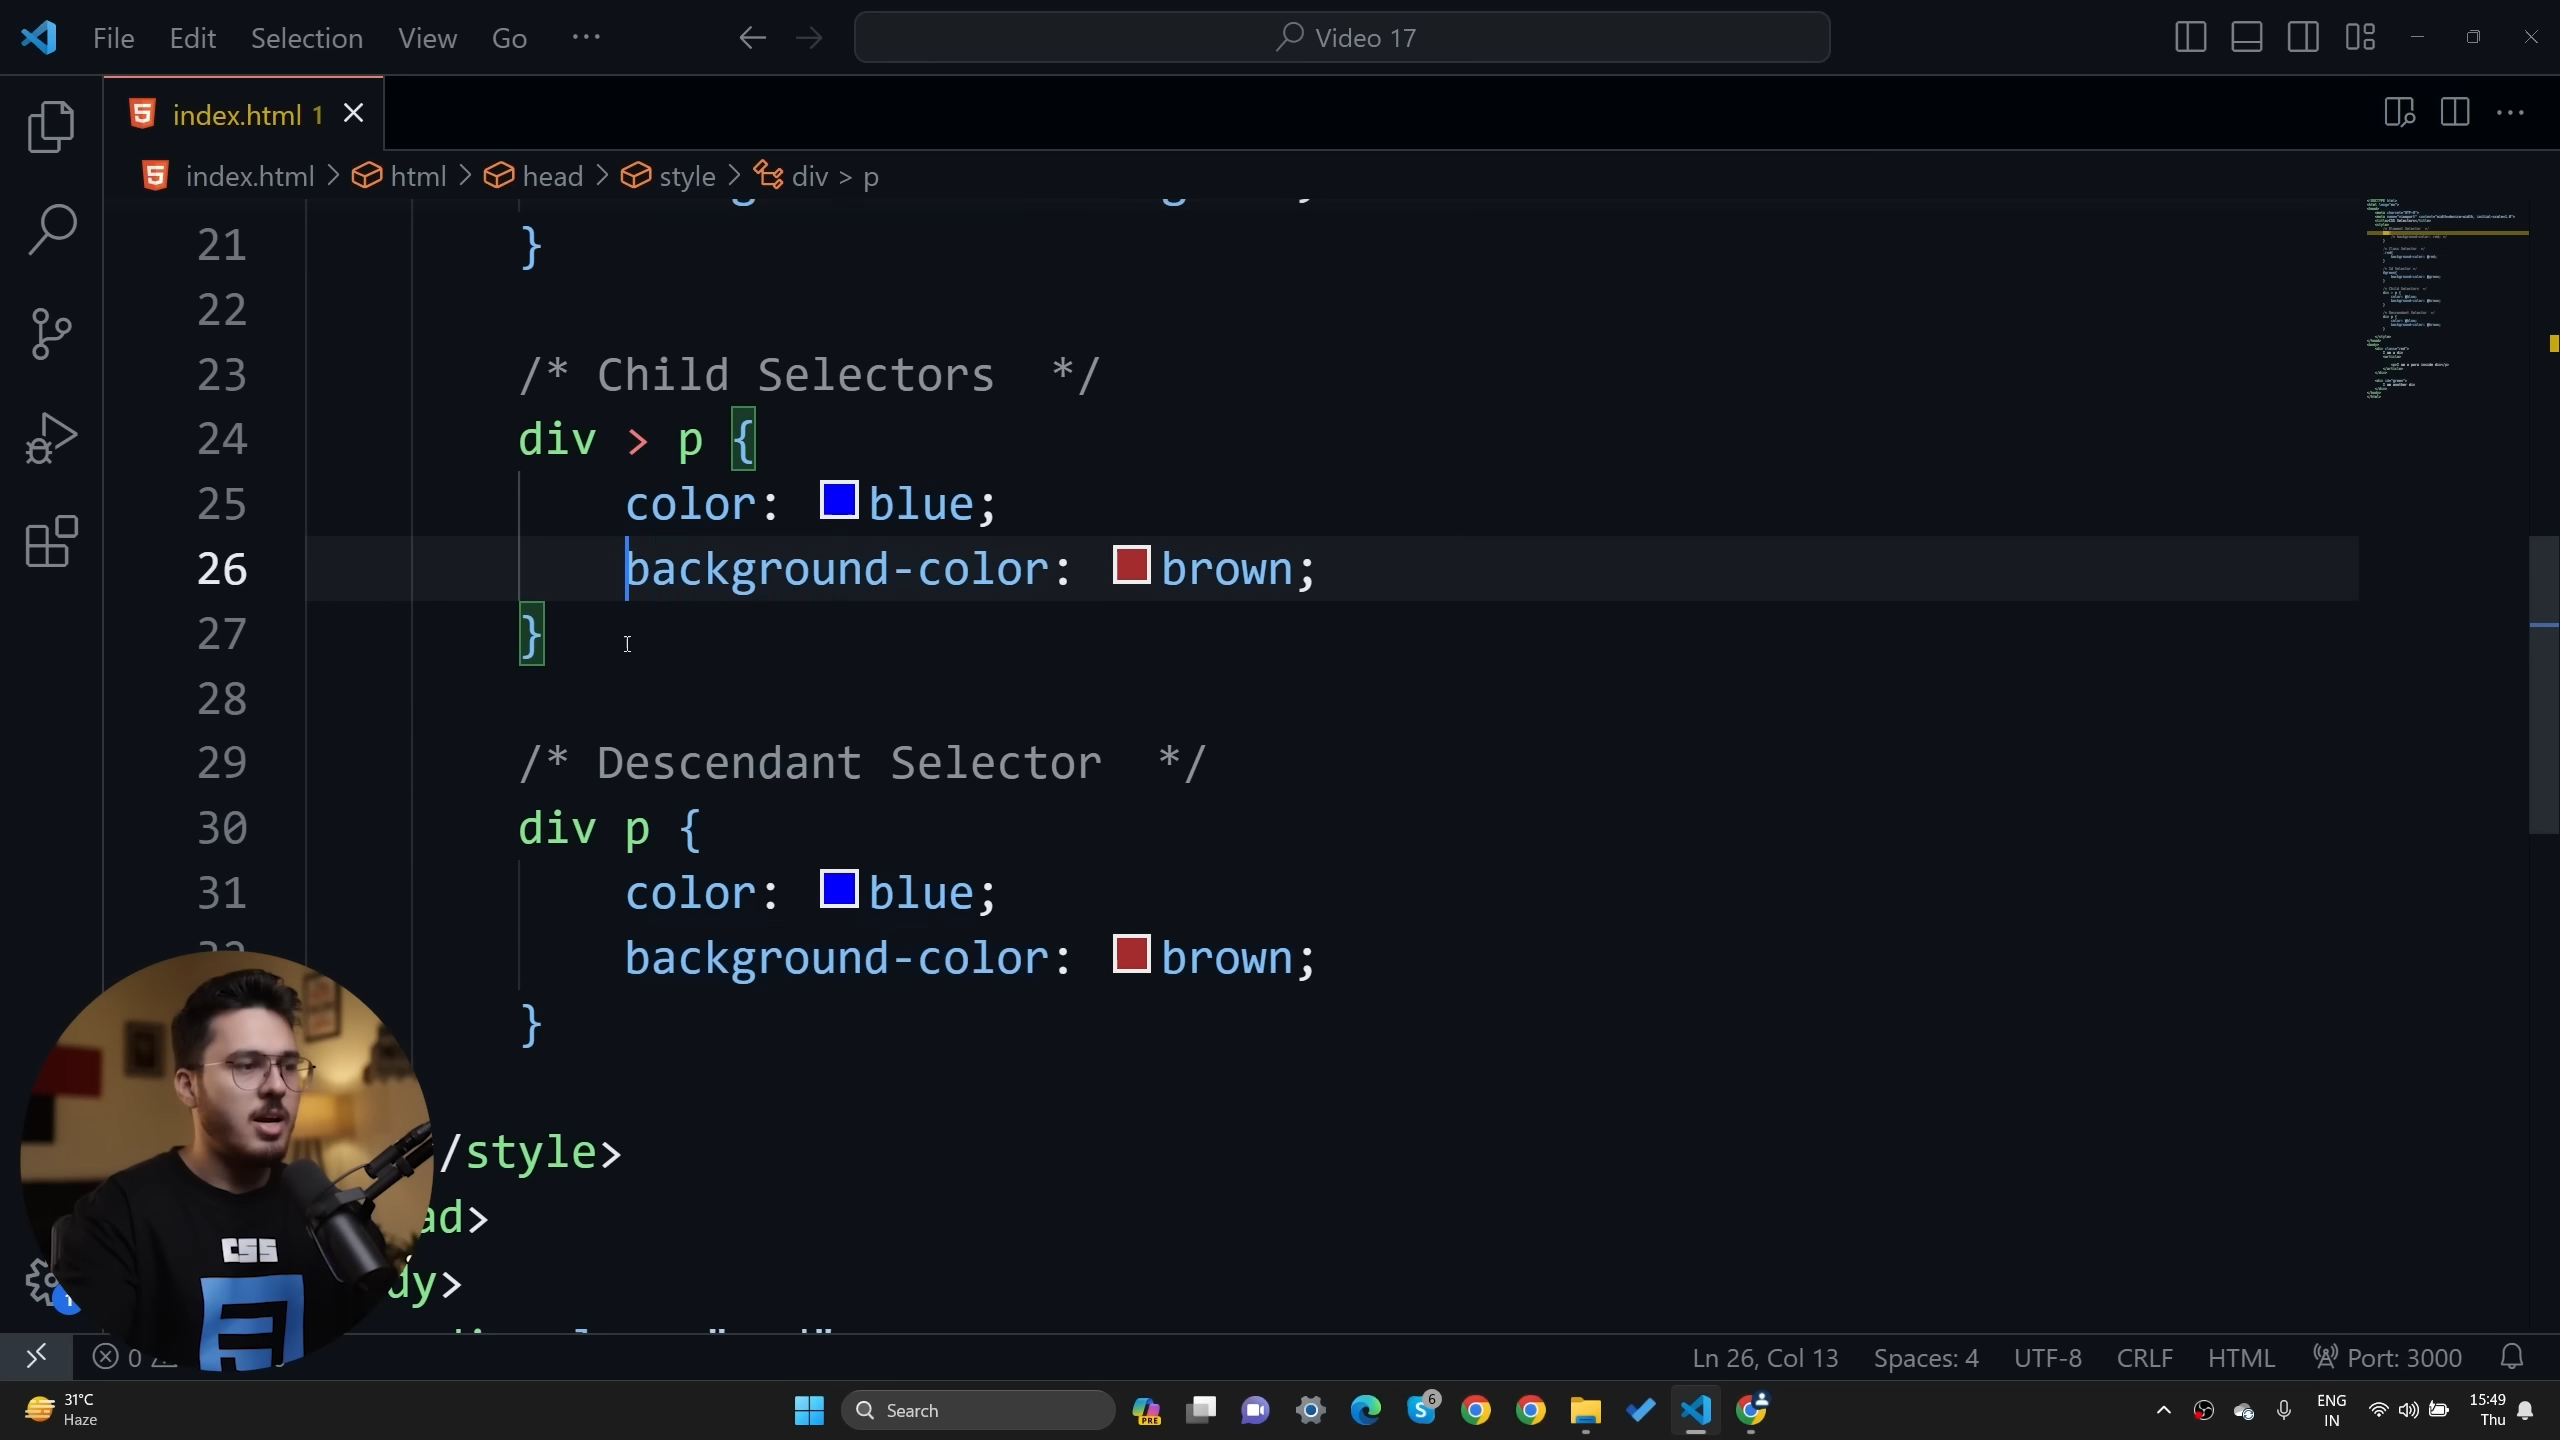 File Edit Selection View Go ··· Video 17
index.html 1
index.html > html > head > style > div > p
21 }
22
23 /* Child Selectors */
24 div > p {
25 color: blue;
26 background-color: brown;
27 }
28
29 /* Descendant Selector */
30 div p {
31 color: blue;
background-color: brown;
}
/style>
ad>
dy>
CSS
0
Ln 26, Col 13 Spaces: 4 UTF-8 CRLF HTML Port: 3000
31°C
Haze
Search
PRE
6
ENG
IN
15:49
Thu